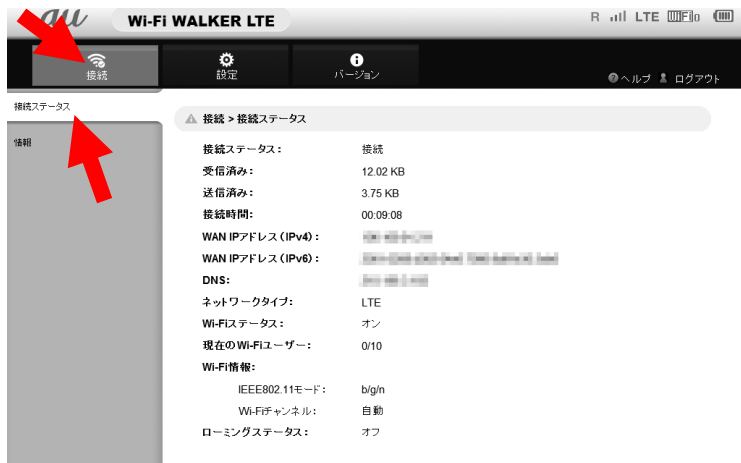 au Wi-Fi WALKER LTE
R LTE
接続 設定 バージョン
ヘルプ ログアウト
接続ステータス
情報
接続 > 接続ステータス
接続ステータス: 接続
受信済み: 12.02 KB
送信済み: 3.75 KB
接続時間: 00:09:08
WAN IPアドレス (IPv4):
WAN IPアドレス (IPv6):
DNS:
ネットワークタイプ: LTE
Wi-Fiステータス: オン
現在のWi-Fiユーザー: 0/10
Wi-Fi情報:
IEEE802.11モード: b/g/n
Wi-Fiチャンネル: 自動
ローミングステータス: オフ